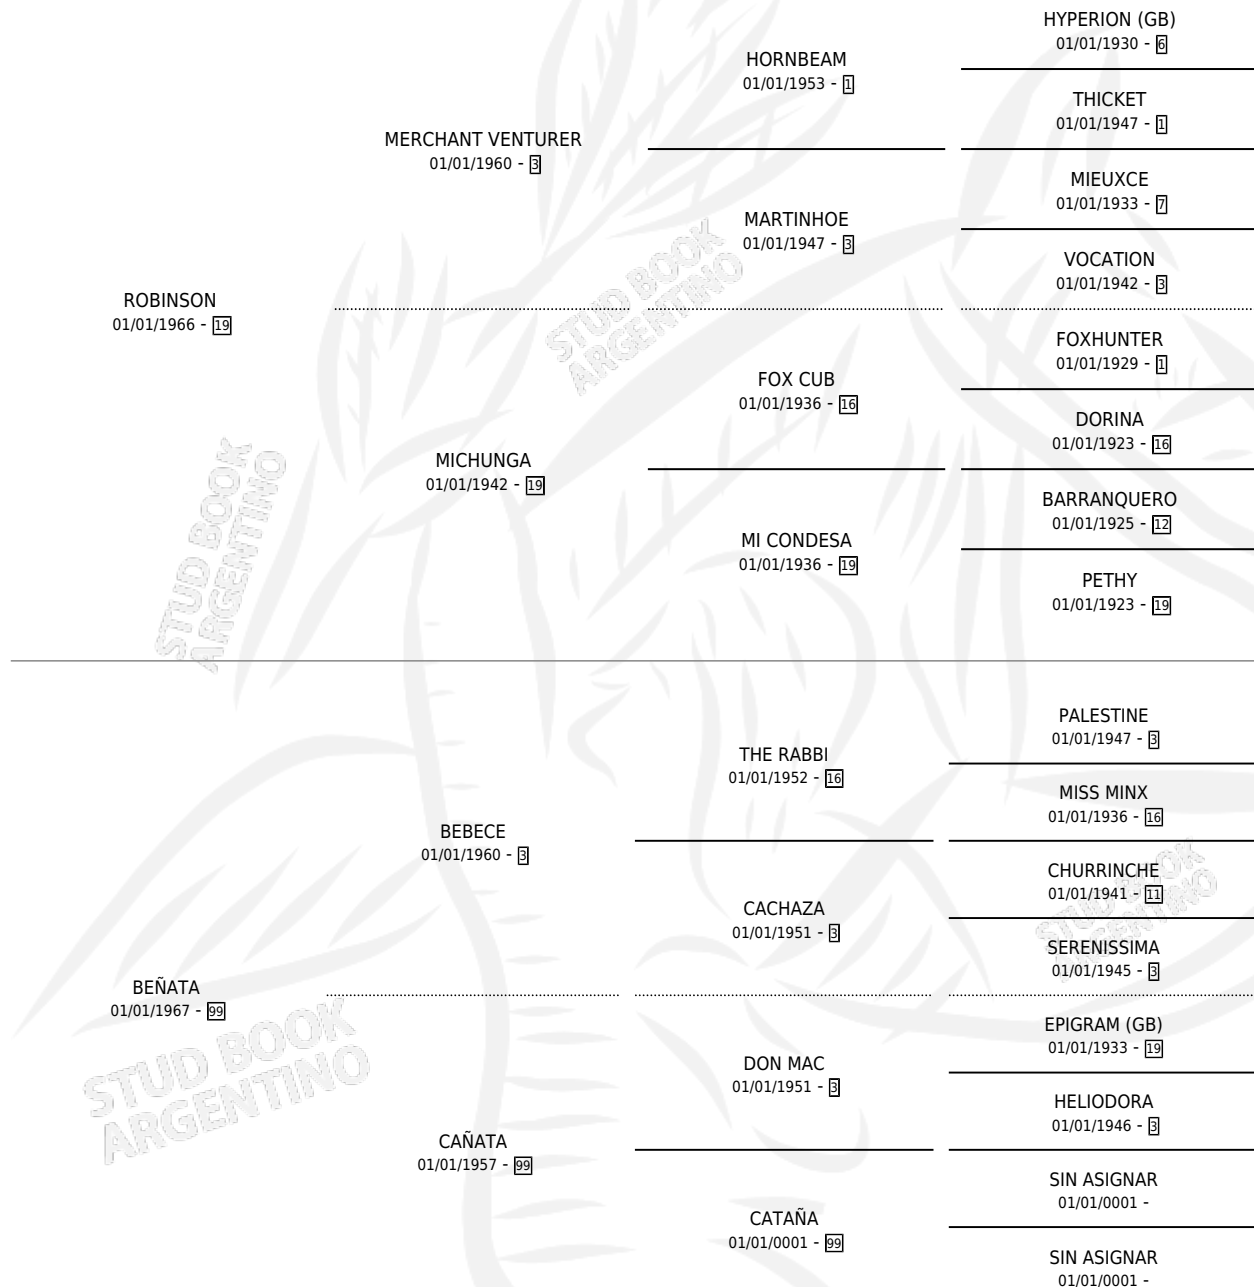 HYPERION (GB)
01/01/1930 - 6
HORNBEAM
01/01/1953 - 1
THICKET
01/01/1947 - 1
MERCHANT VENTURER
01/01/1960 - 3
MIEUXCE
01/01/1933 - 7
MARTINHOE
01/01/1947 - 3
VOCATION
01/01/1942 - 3
ROBINSON
01/01/1966 - 19
FOXHUNTER
01/01/1929 - 1
FOX CUB
01/01/1936 - 16
DORINA
01/01/1923 - 16
MICHUNGA
01/01/1942 - 19
BARRANQUERO
01/01/1925 - 12
MI CONDESA
01/01/1936 - 19
PETHY
01/01/1923 - 19
PALESTINE
01/01/1947 - 3
THE RABBI
01/01/1952 - 16
MISS MINX
01/01/1936 - 16
BEBECE
01/01/1960 - 3
CHURRINCHE
01/01/1941 - 11
CACHAZA
01/01/1951 - 3
SERENISSIMA
01/01/1945 - 3
BEÑATA
01/01/1967 - 99
EPIGRAM (GB)
01/01/1933 - 19
DON MAC
01/01/1951 - 3
HELIODORA
01/01/1946 - 3
CAÑATA
01/01/1957 - 99
SIN ASIGNAR
01/01/0001 -
CATAÑA
01/01/0001 - 99
SIN ASIGNAR
01/01/0001 -
STUD BOOK
ARGENTINO
STUD BOOK
ARGENTINO
STUD BOOK
ARGENTINO
STUD BOOK
ARGENTINO